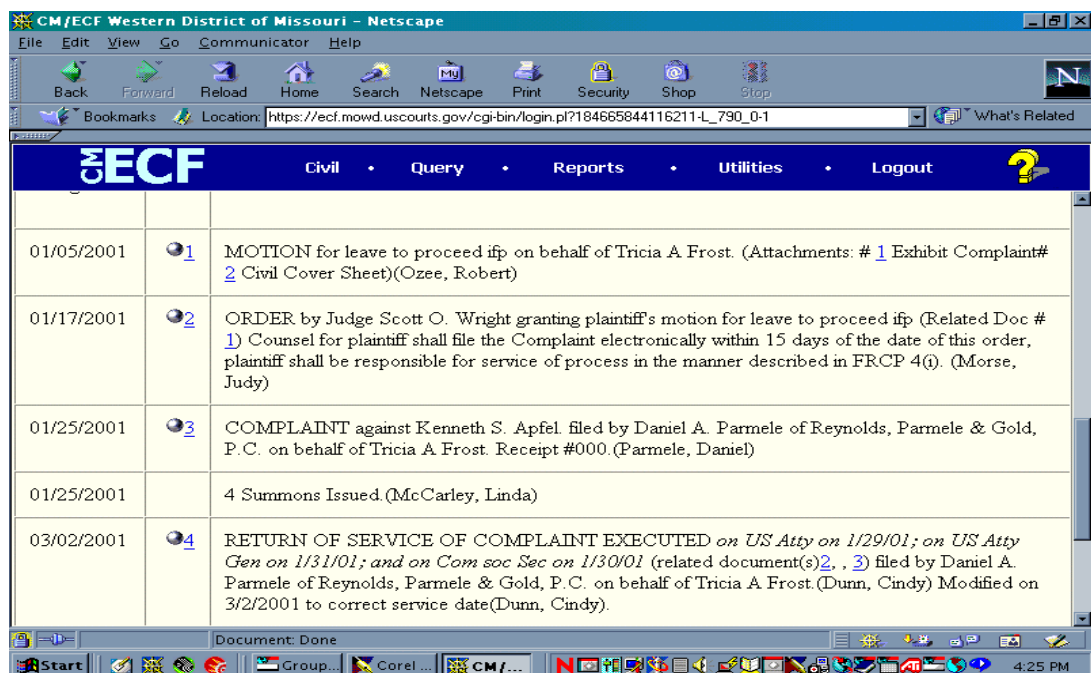 CM/ECF Western District of Missouri - Netscape
File Edit View Go Communicator Help
Back Forward Reload Home Search Netscape Print Security Shop Stop
My
N
Bookmarks Location: https://ecf.mowd.uscourts.gov/cgi-bin/login.pl?184665844116211-L_790_0-1 What's Related
CM ECF Civil • Query • Reports • Utilities • Logout ?
01/05/2001 1 MOTION for leave to proceed ifp on behalf of Tricia A Frost. (Attachments: # 1 Exhibit Complaint#
2 Civil Cover Sheet)(Ozee, Robert)
01/17/2001 2 ORDER by Judge Scott O. Wright granting plaintiff's motion for leave to proceed ifp (Related Doc #
1) Counsel for plaintiff shall file the Complaint electronically within 15 days of the date of this order,
plaintiff shall be responsible for service of process in the manner described in FRCP 4(i). (Morse,
Judy)
01/25/2001 3 COMPLAINT against Kenneth S. Apfel. filed by Daniel A. Parmele of Reynolds, Parmele & Gold,
P.C. on behalf of Tricia A Frost. Receipt #000.(Parmele, Daniel)
01/25/2001 4 Summons Issued.(McCarley, Linda)
03/02/2001 4 RETURN OF SERVICE OF COMPLAINT EXECUTED on US Atty on 1/29/01; on US Atty
Gen on 1/31/01; and on Com soc Sec on 1/30/01 (related document(s)2, , 3) filed by Daniel A.
Parmele of Reynolds, Parmele & Gold, P.C. on behalf of Tricia A Frost.(Dunn, Cindy) Modified on
3/2/2001 to correct service date(Dunn, Cindy).
Document: Done
Start Group... Corel ... CM/... N 4:25 PM